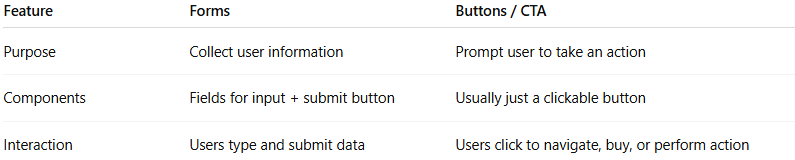 Feature Forms Buttons / CTA
Purpose Collect user information Prompt user to take an action
Components Fields for input + submit button Usually just a clickable button
Interaction Users type and submit data Users click to navigate, buy, or perform action